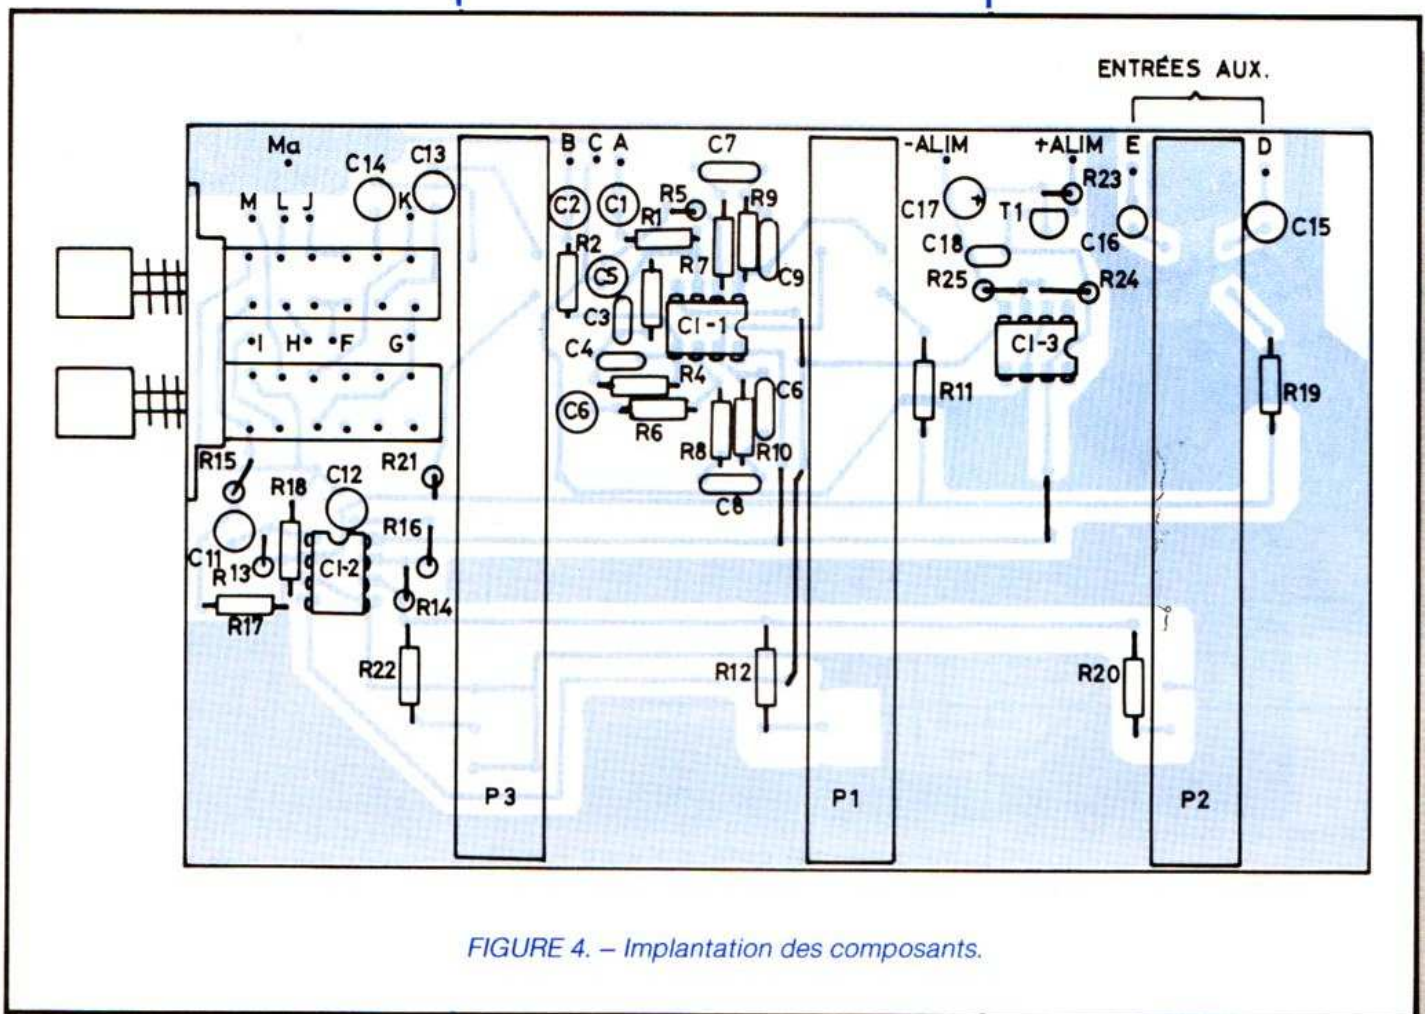 ENTRÉES AUX.
Ma
C14
C13
B C A
C7
-ALIM
+ALIM
E
D
M L J K
C2
C1
R5
R9
R23
R1
C17
+
T1
C16
C15
R2
C18
R7
C5
C9
R25
R24
C3
CI-1
CI-3
I H F G
C4
R4
C6
R11
R19
C6
R6
R8
R10
R15
R21
C12
C8
R18
R16
C11
R13
CI-2
R14
R17
R22
R12
R20
P3
P1
P2
FIGURE 4. – Implantation des composants.